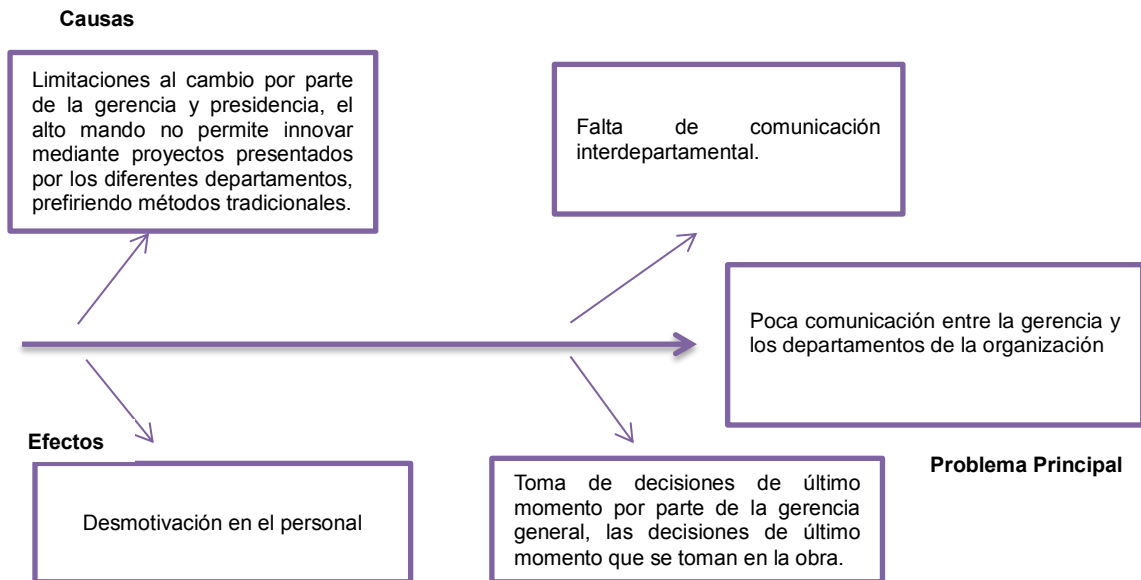 Causas
Limitaciones al cambio por parte
de la gerencia y presidencia, el
alto mando no permite innovar
mediante proyectos presentados
por los diferentes departamentos,
prefiriendo métodos tradicionales.
Falta de comunicación
interdepartamental.
Poca comunicación entre la gerencia y
los departamentos de la organización
Efectos
Problema Principal
Desmotivación en el personal
Toma de decisiones de último
momento por parte de la gerencia
general, las decisiones de último
momento que se toman en la obra.